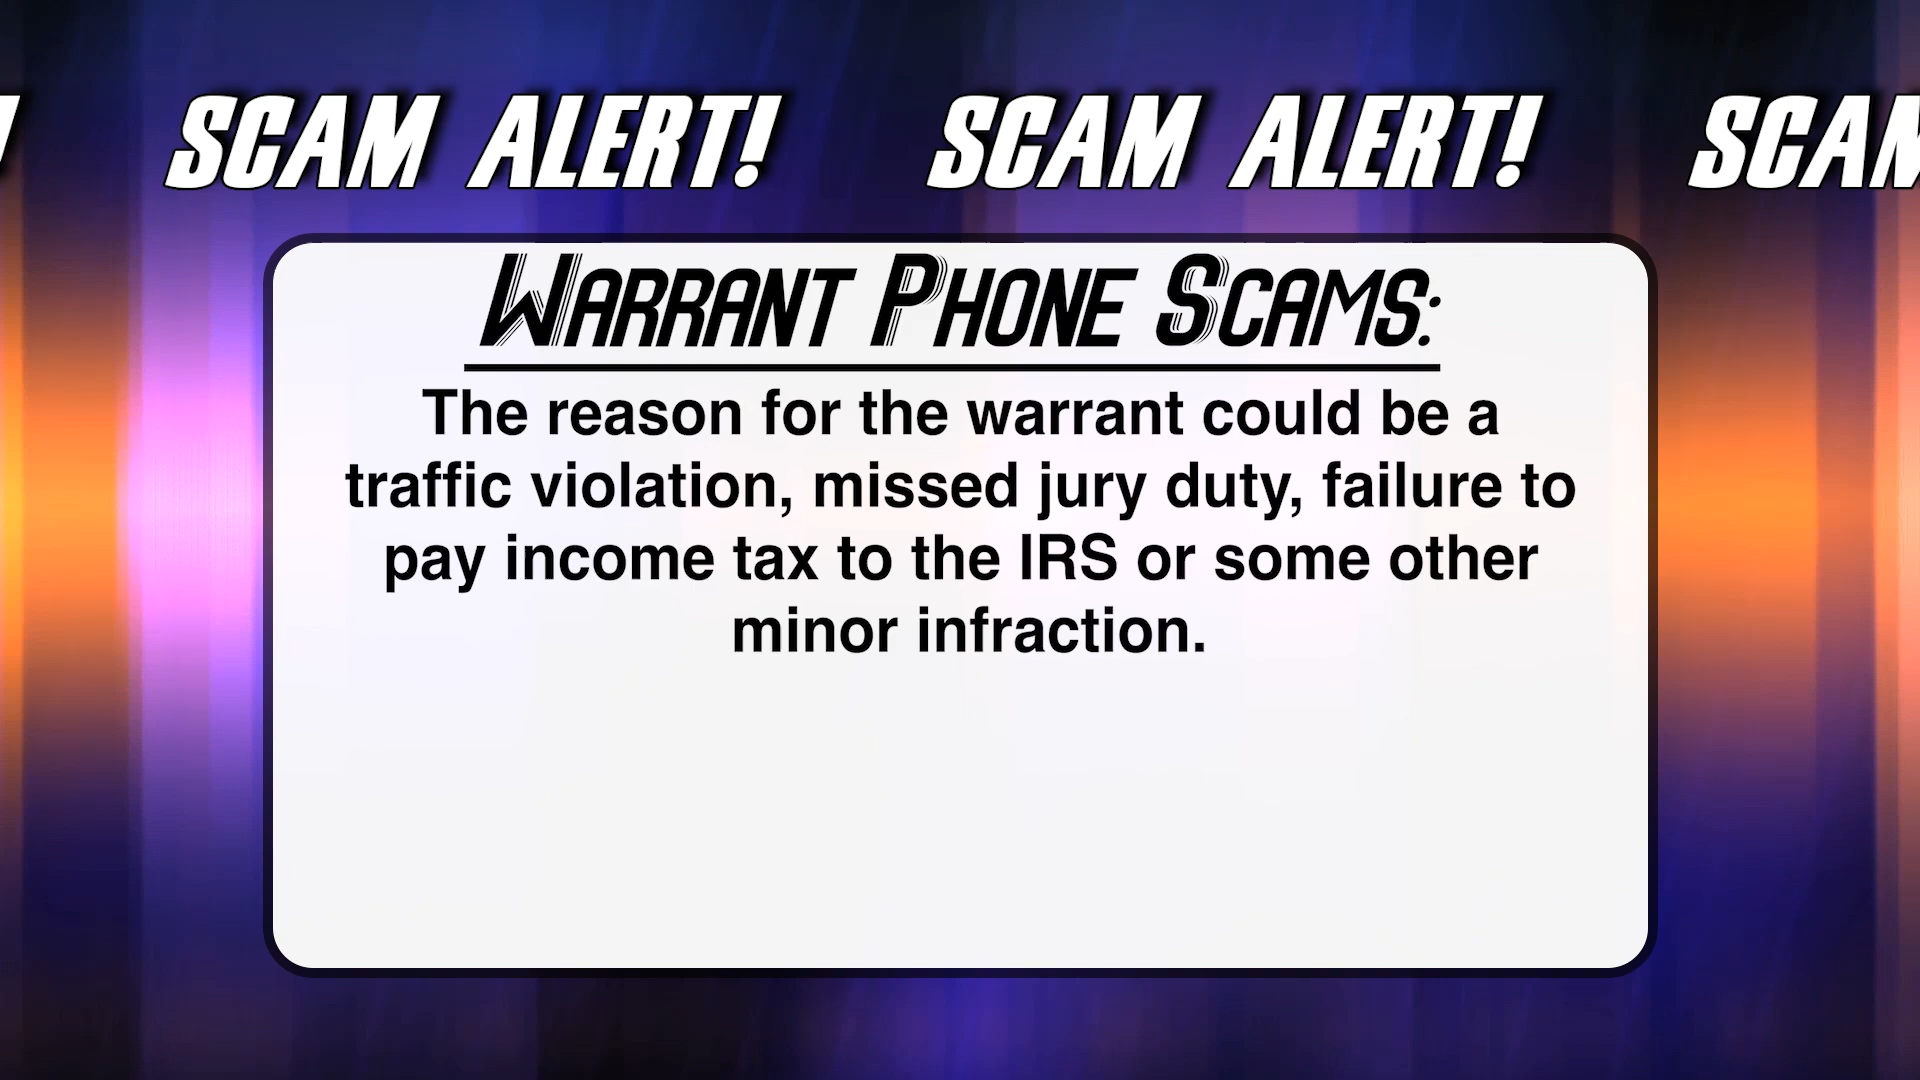 SCAM ALERT! SCAM ALERT! SCAM
Warrant Phone Scams:
The reason for the warrant could be a
traffic violation, missed jury duty, failure to
pay income tax to the IRS or some other
minor infraction.